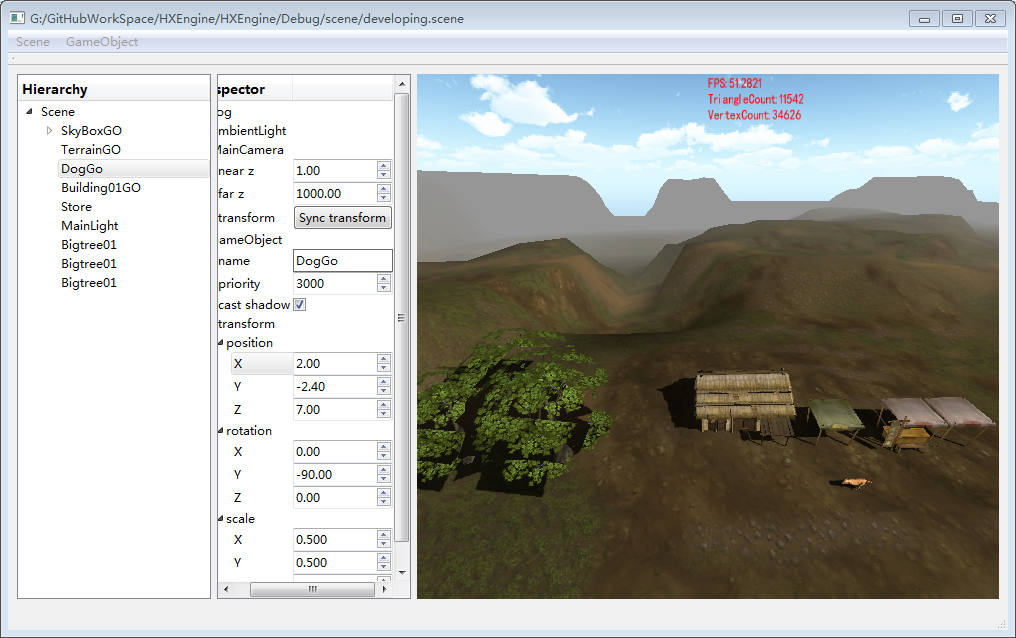 G:/GitHubWorkSpace/HXEngine/HXEngine/Debug/scene/developing.scene
Scene GameObject
Hierarchy
Scene
SkyBoxGO
TerrainGO
DogGo
Building01GO
Store
MainLight
Bigtree01
Bigtree01
Bigtree01
spector
og
mbientLight
MainCamera
near z 1.00
far z 1000.00
transform Sync transform
ameObject
name DogGo
priority 3000
cast shadow
transform
position
X 2.00
Y -2.40
Z 7.00
rotation
X 0.00
Y -90.00
Z 0.00
scale
X 0.500
Y 0.500
FPS: 51.2821
TriangleCount: 11542
VertexCount: 34626